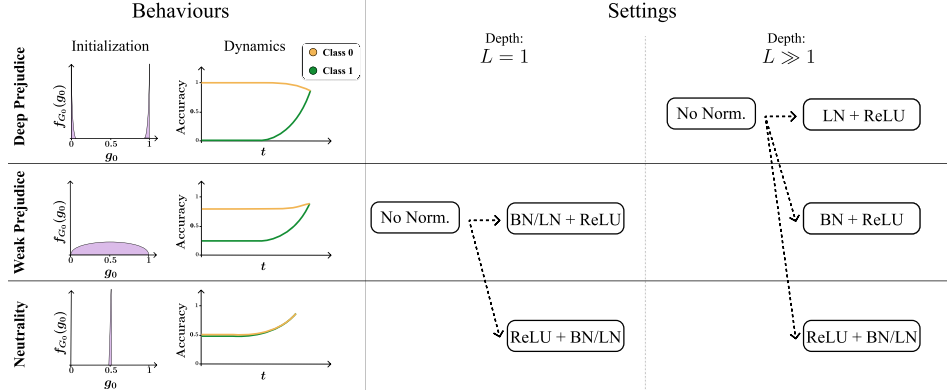 Behaviours
Settings
Initialization
Dynamics
Class 0
Class 1
Depth:
L = 1
Depth:
L ≫ 1
Deep Prejudice
f_{G_0}(g_0)
0
0.5
1
g_0
Accuracy
1
0.5
0
t
No Norm.
LN + ReLU
Weak Prejudice
f_{G_0}(g_0)
0
0.5
1
g_0
Accuracy
1
0.5
0
t
No Norm.
BN/LN + ReLU
BN + ReLU
Neutrality
f_{G_0}(g_0)
0
0.5
1
g_0
Accuracy
1
0.5
0
t
ReLU + BN/LN
ReLU + BN/LN